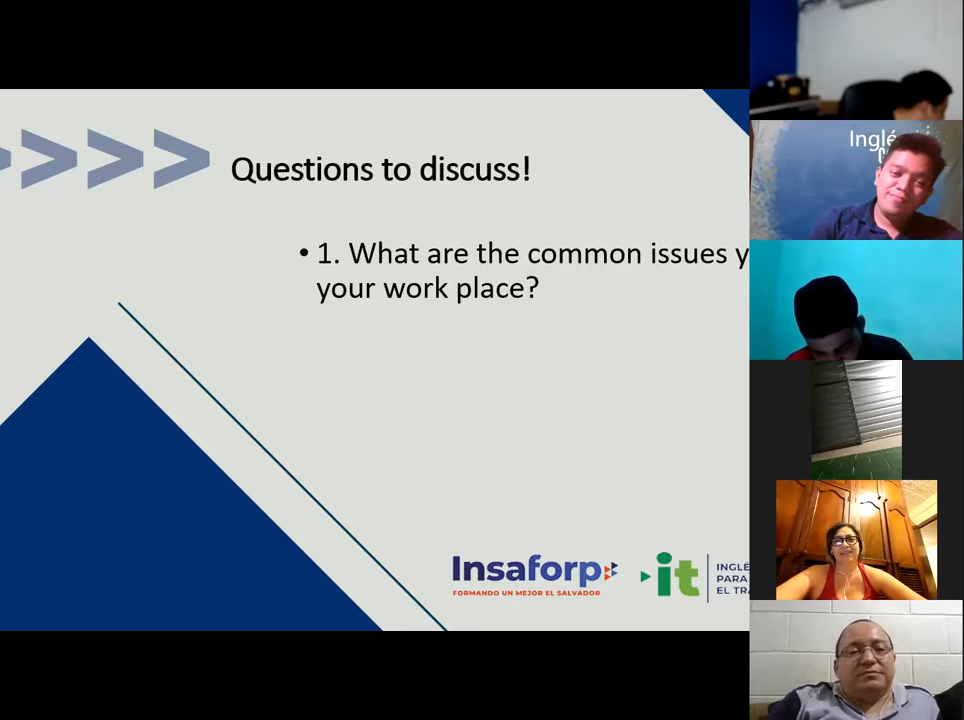 Questions to discuss!
• 1. What are the common issues
your work place?
Insaforp
FORMANDO UN MEJOR EL SALVADOR
it
INGLÉ
PARA
EL TRA
Inglé